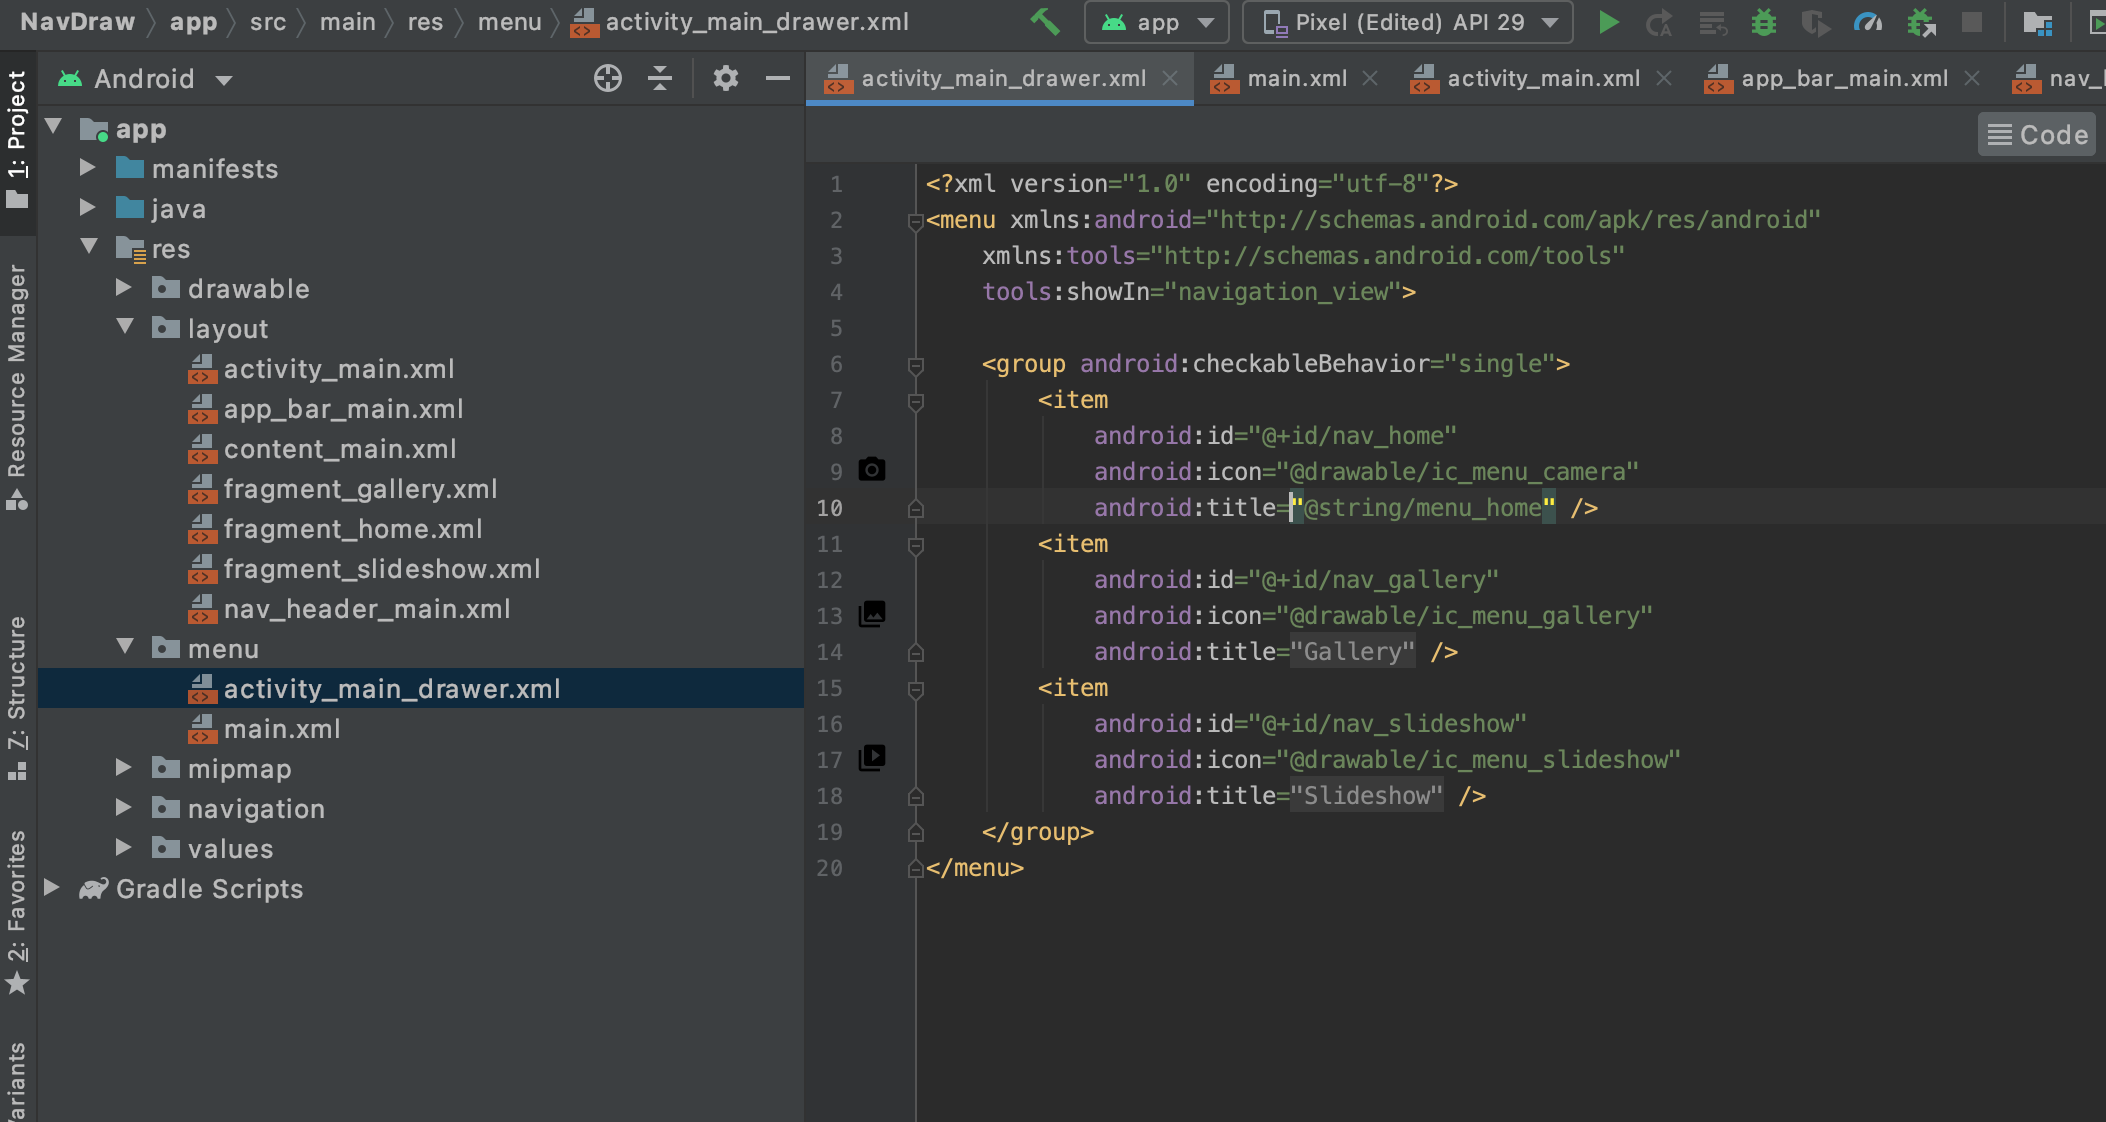 NavDraw app src main res menu activity_main_drawer.xml app Pixel (Edited) API 29
1: Project
Resource Manager
7: Structure
2: Favorites
Android
app
manifests
java
res
drawable
layout
activity_main.xml
app_bar_main.xml
content_main.xml
fragment_gallery.xml
fragment_home.xml
fragment_slideshow.xml
nav_header_main.xml
menu
activity_main_drawer.xml
main.xml
mipmap
navigation
values
Gradle Scripts
activity_main_drawer.xml main.xml activity_main.xml app_bar_main.xml nav_
Code
1 <?xml version="1.0" encoding="utf-8"?>
2 <menu xmlns:android="http://schemas.android.com/apk/res/android"
3 xmlns:tools="http://schemas.android.com/tools"
4 tools:showIn="navigation_view">
5
6 <group android:checkableBehavior="single">
7 <item
8 android:id="@+id/nav_home"
9 android:icon="@drawable/ic_menu_camera"
10 android:title="@string/menu_home" />
11 <item
12 android:id="@+id/nav_gallery"
13 android:icon="@drawable/ic_menu_gallery"
14 android:title="Gallery" />
15 <item
16 android:id="@+id/nav_slideshow"
17 android:icon="@drawable/ic_menu_slideshow"
18 android:title="Slideshow" />
19 </group>
20 </menu>